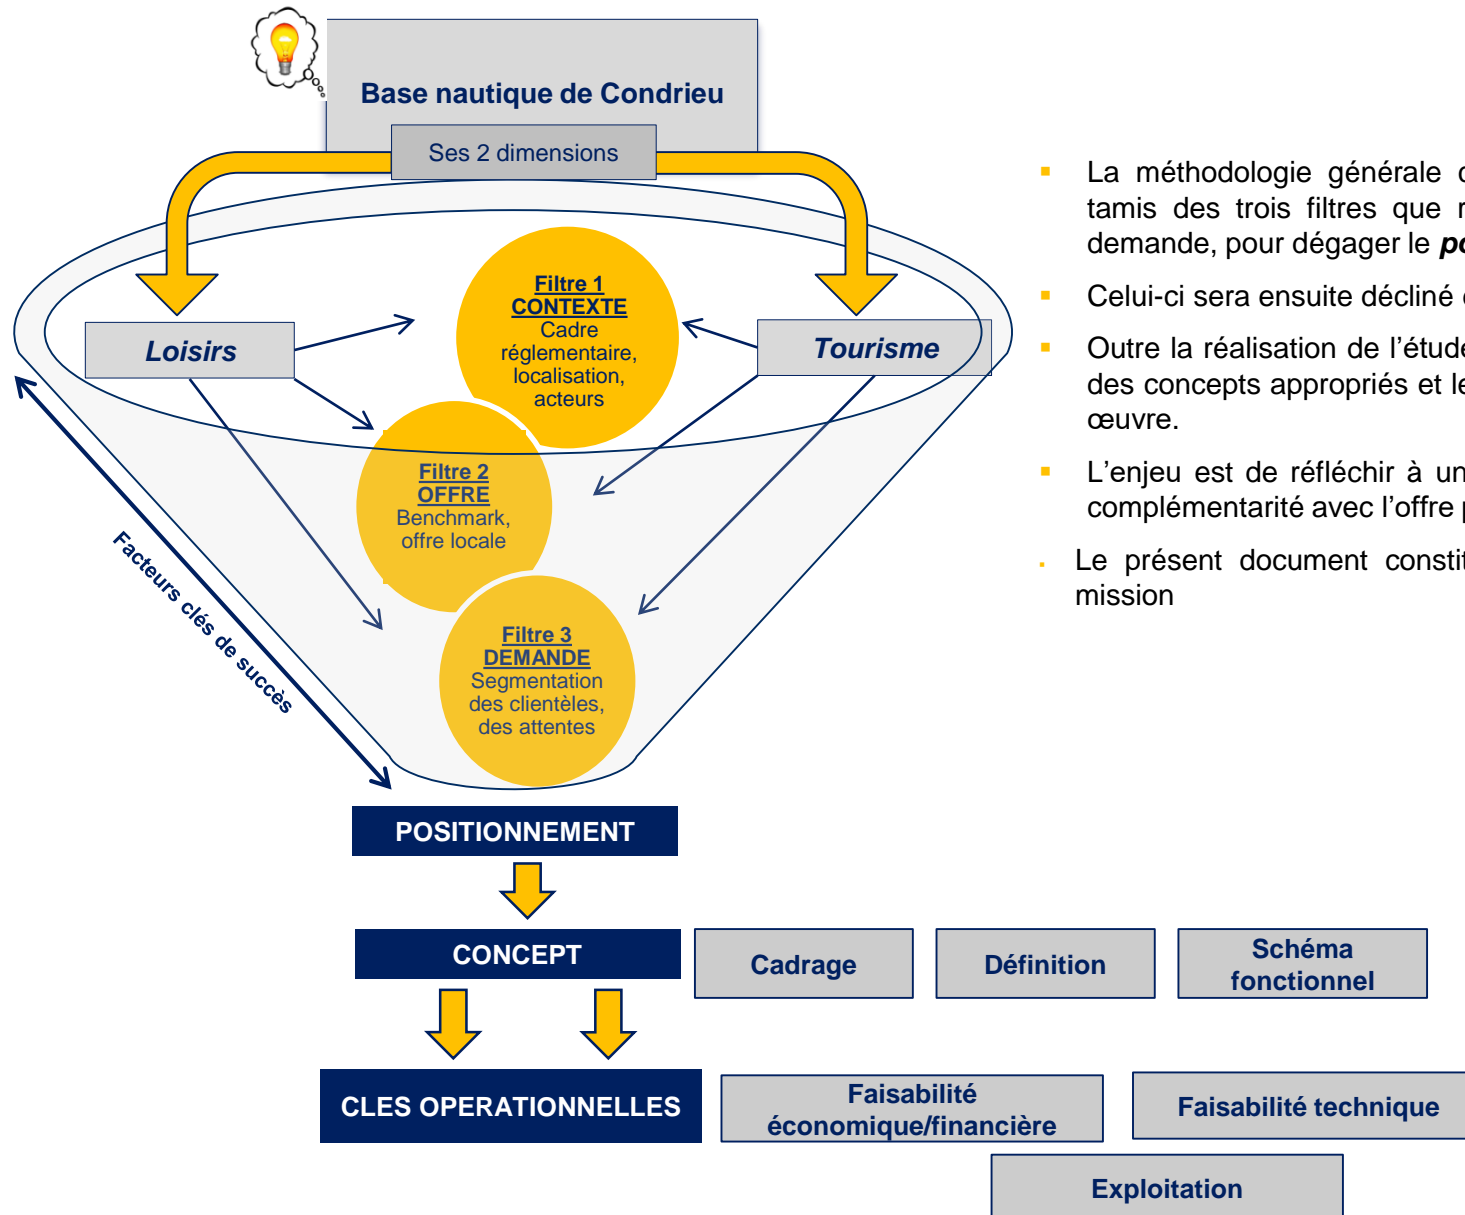 Base nautique de Condrieu
Ses 2 dimensions
Loisirs
Tourisme
Filtre 1
CONTEXTE
Cadre
réglementaire,
localisation,
acteurs
Filtre 2
OFFRE
Benchmark,
offre locale
Filtre 3
DEMANDE
Segmentation
des clientèles,
des attentes
Facteurs clés de succès
POSITIONNEMENT
CONCEPT
Cadrage
Définition
Schéma
fonctionnel
CLES OPERATIONNELLES
Faisabilité
économique/financière
Faisabilité technique
Exploitation
La méthodologie générale
tamis des trois filtres que
demande, pour dégager le
Celui-ci sera ensuite décliné
Outre la réalisation de l’étude
des concepts appropriés et
œuvre.
L’enjeu est de réfléchir à
complémentarité avec l’offre
Le présent document
mission